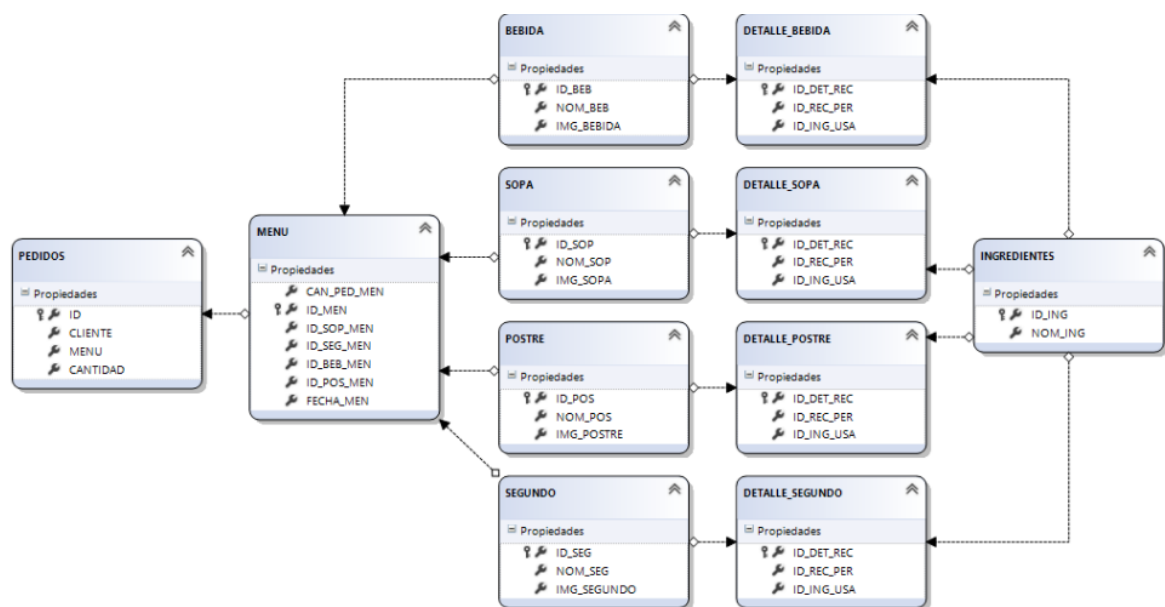 BEBIDA
Propiedades
ID_BEB
NOM_BEB
IMG_BEBIDA
DETALLE_BEBIDA
Propiedades
ID_DET_REC
ID_REC_PER
ID_ING_USA
SOPA
Propiedades
ID_SOP
NOM_SOP
IMG_SOPA
DETALLE_SOPA
Propiedades
ID_DET_REC
ID_REC_PER
ID_ING_USA
PEDIDOS
Propiedades
ID
CLIENTE
MENU
CANTIDAD
MENU
Propiedades
CAN_PED_MEN
ID_MEN
ID_SOP_MEN
ID_SEG_MEN
ID_BEB_MEN
ID_POS_MEN
FECHA_MEN
INGREDIENTES
Propiedades
ID_ING
NOM_ING
POSTRE
Propiedades
ID_POS
NOM_POS
IMG_POSTRE
DETALLE_POSTRE
Propiedades
ID_DET_REC
ID_REC_PER
ID_ING_USA
SEGUNDO
Propiedades
ID_SEG
NOM_SEG
IMG_SEGUNDO
DETALLE_SEGUNDO
Propiedades
ID_DET_REC
ID_REC_PER
ID_ING_USA